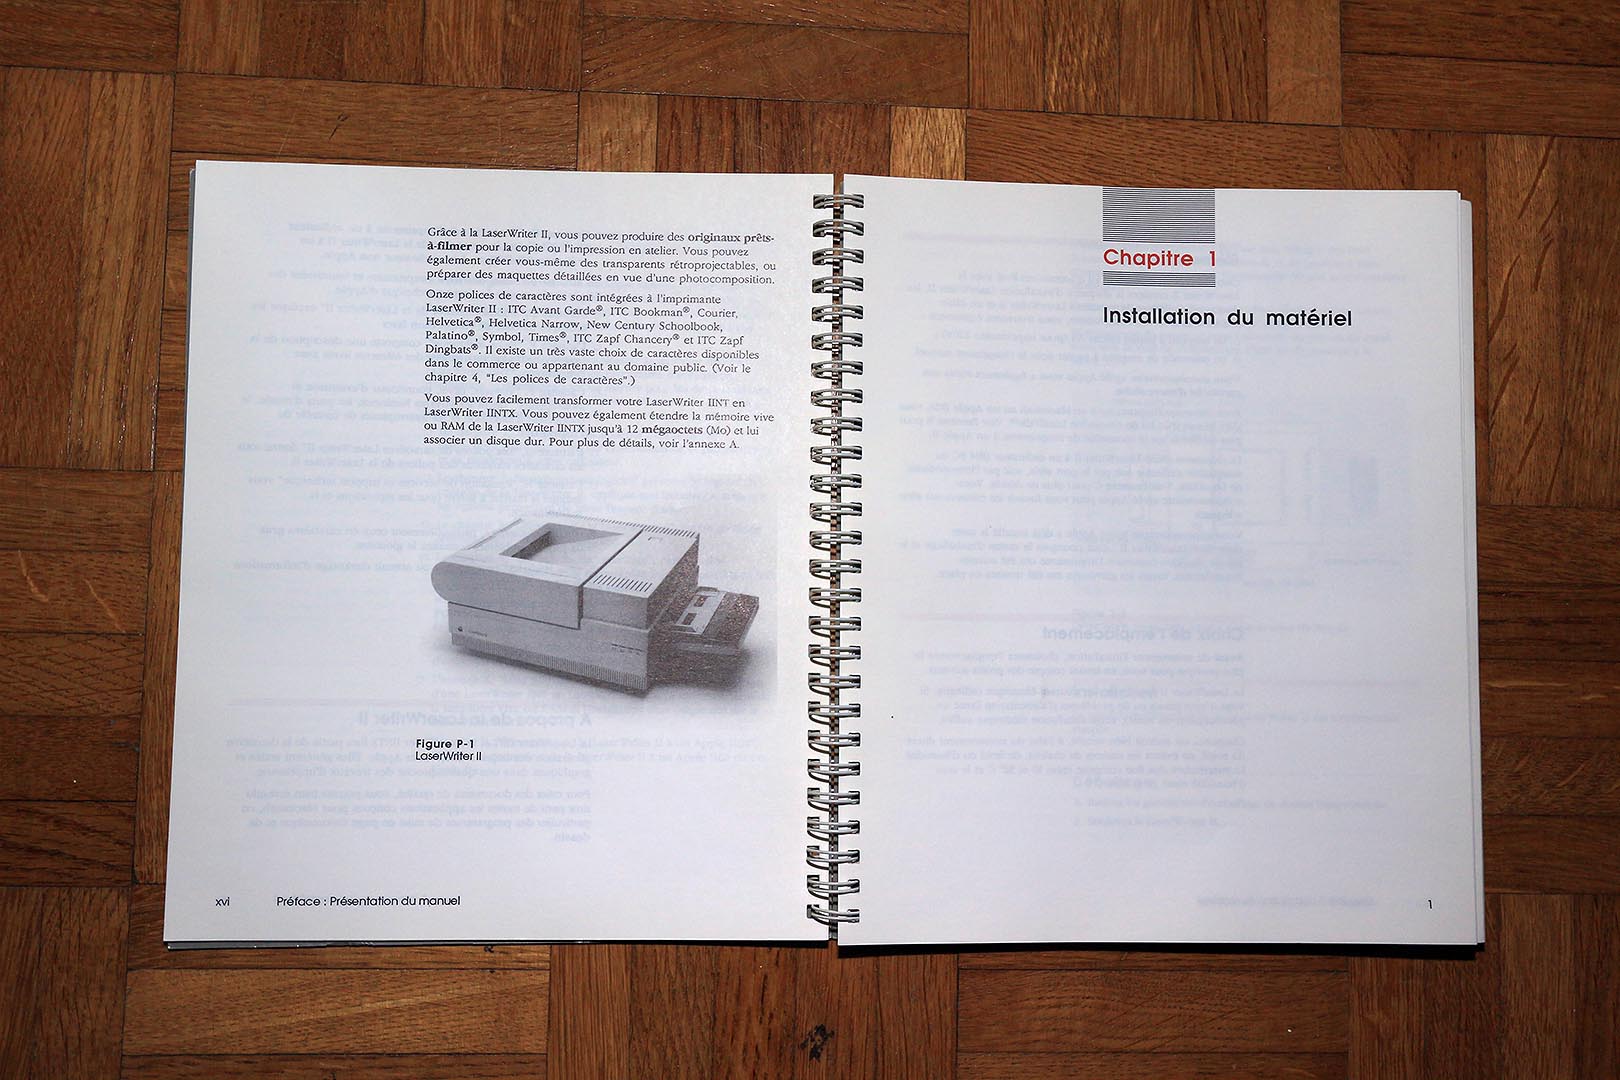 Grâce à la LaserWriter II, vous pouvez produire des originaux prêts-
à-filmer pour la copie ou l'impression en atelier. Vous pouvez
également créer vous-même des transparents rétroprojectables, ou
préparer des maquettes détaillées en vue d'une photocomposition.
Onze polices de caractères sont intégrées à l'imprimante
LaserWriter II : ITC Avant Garde®, ITC Bookman®, Courier,
Helvetica®, Helvetica Narrow, New Century Schoolbook,
Palatino®, Symbol, Times®, ITC Zapf Chancery® et ITC Zapf
Dingbats®. Il existe un très vaste choix de caractères disponibles
dans le commerce ou appartenant au domaine public. (Voir le
chapitre 4, "Les polices de caractères".)
Vous pouvez facilement transformer votre LaserWriter IINT en
LaserWriter IINTX. Vous pouvez également étendre la mémoire vive
ou RAM de la LaserWriter IINTX jusqu'à 12 mégaoctets (Mo) et lui
associer un disque dur. Pour plus de détails, voir l'annexe A.
Figure P-1
LaserWriter II
xvi Préface : Présentation du manuel
Chapitre 1
Installation du matériel
1